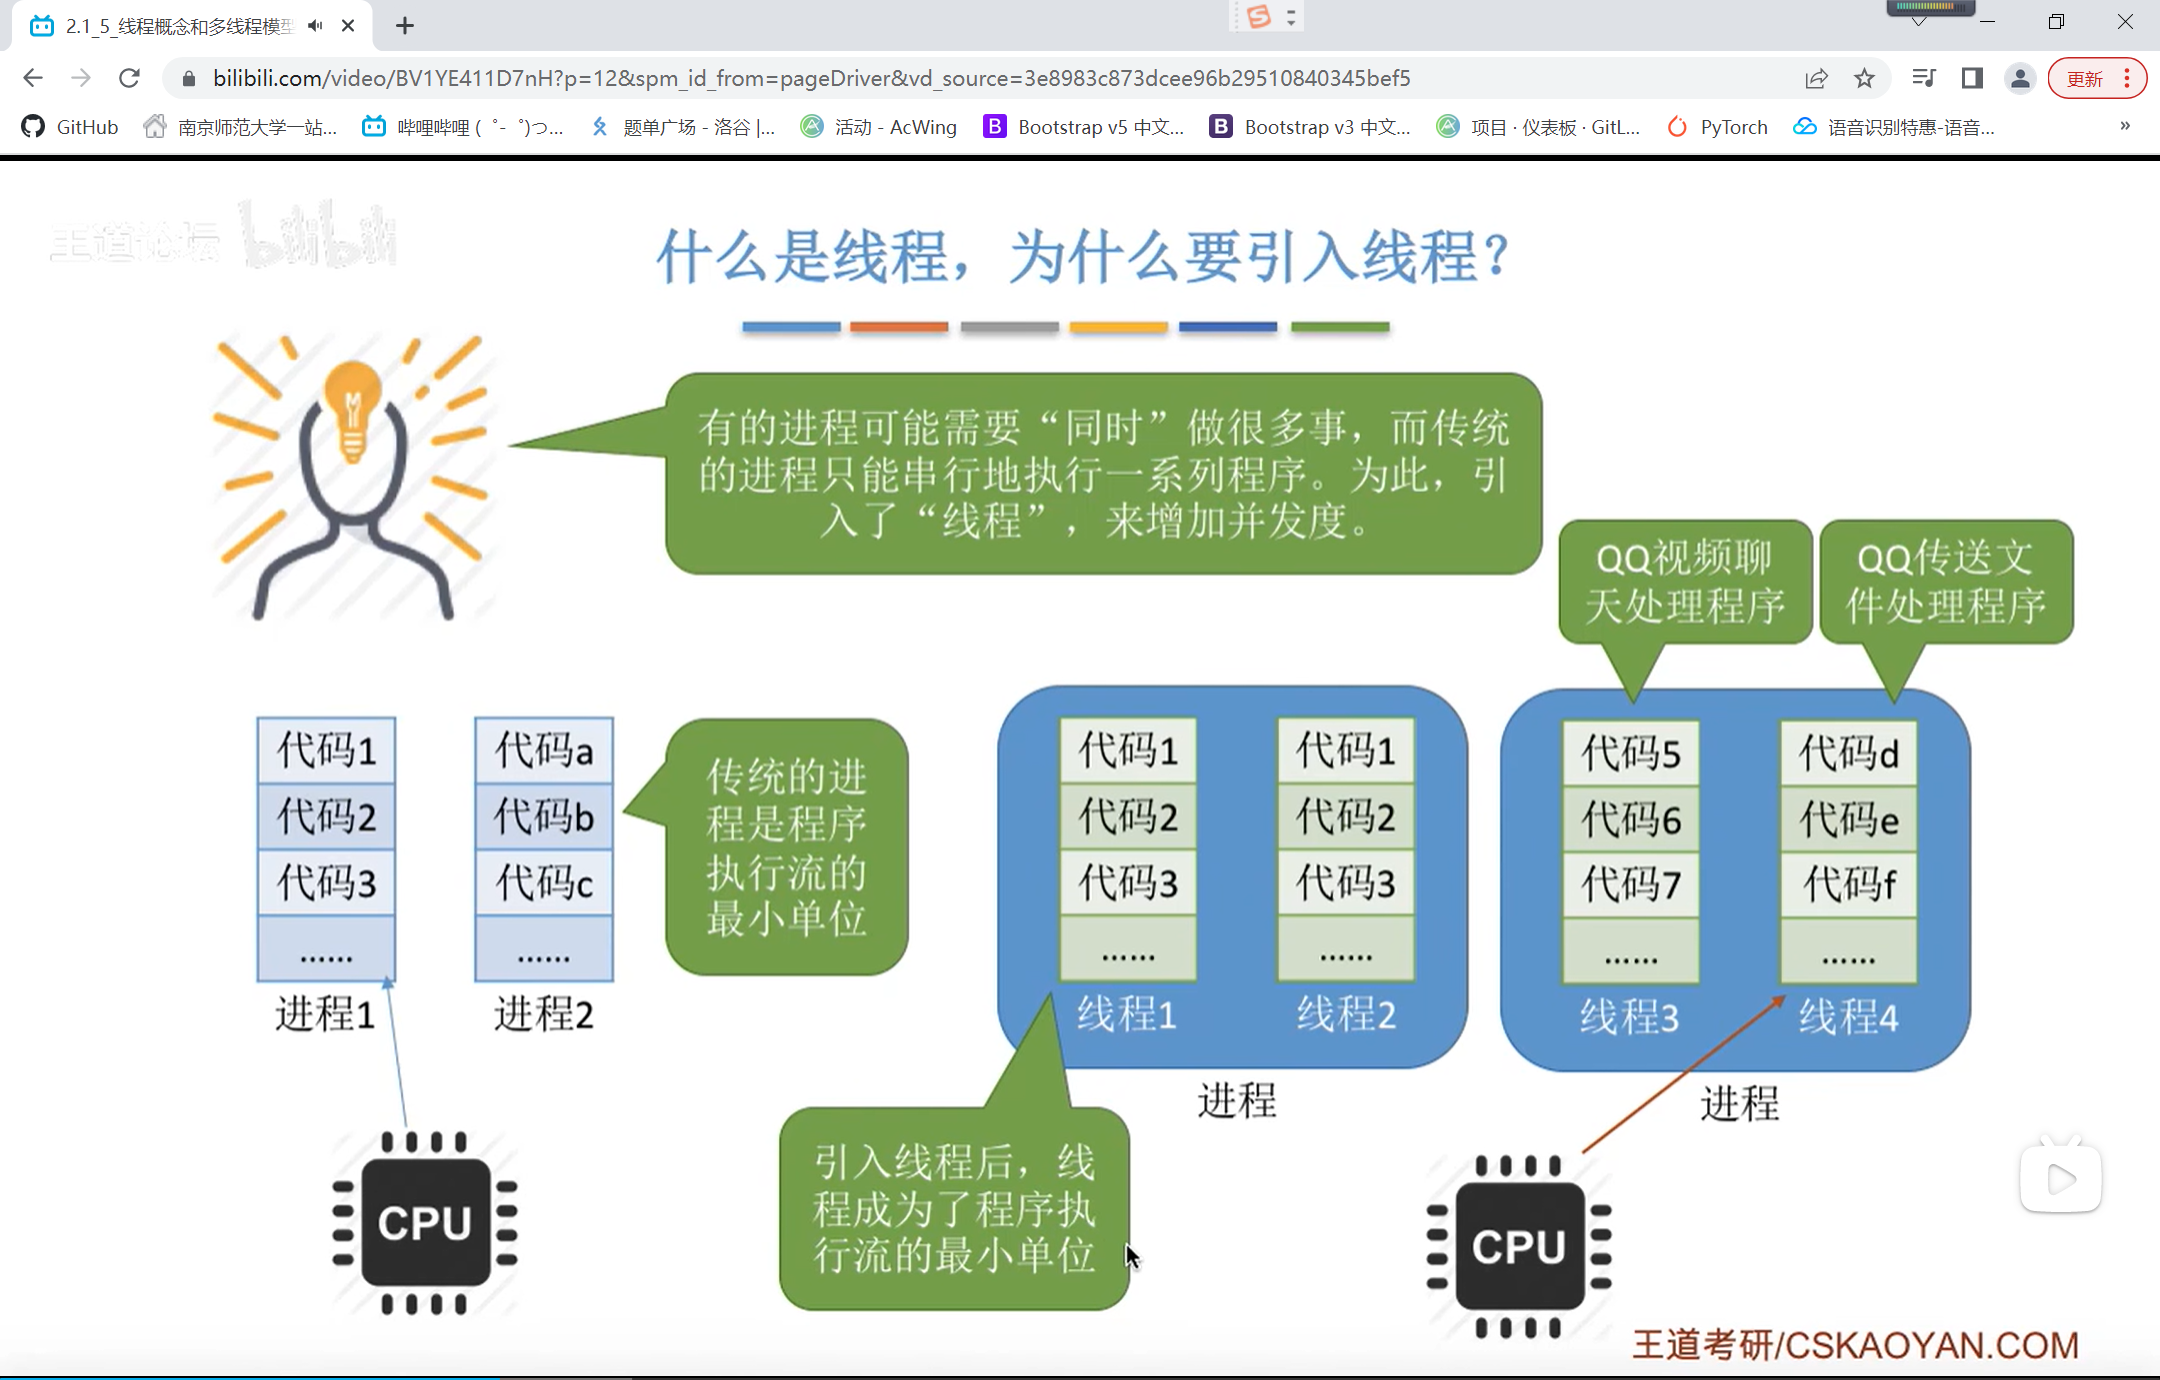 2.1_5_线程概念和多线程模型
bilibili.com/video/BV1YE411D7nH?p=12&spm_id_from=pageDriver&vd_source=3e8983c873dcee96b29510840345bef5
更新
GitHub
南京师范大学一站...
哔哩哔哩 ( ゜- ゜)つ...
题单广场 - 洛谷 |...
活动 - AcWing
Bootstrap v5 中文...
Bootstrap v3 中文...
项目 · 仪表板 · GitL...
PyTorch
语音识别特惠-语音...
»
王道论坛 bilibili
什么是线程，为什么要引入线程？
有的进程可能需要“同时”做很多事，而传统
的进程只能串行地执行一系列程序。为此，引
入了“线程”，来增加并发度。
QQ视频聊
天处理程序
QQ传送文
件处理程序
代码1
代码2
代码3
......
进程1
代码a
代码b
代码c
......
进程2
传统的进
程是程序
执行流的
最小单位
代码1
代码2
代码3
......
线程1
代码1
代码2
代码3
......
线程2
进程
代码5
代码6
代码7
......
线程3
代码d
代码e
代码f
......
线程4
进程
引入线程后，线
程成为了程序执
行流的最小单位
CPU
CPU
王道考研/CSKAOYAN.COM